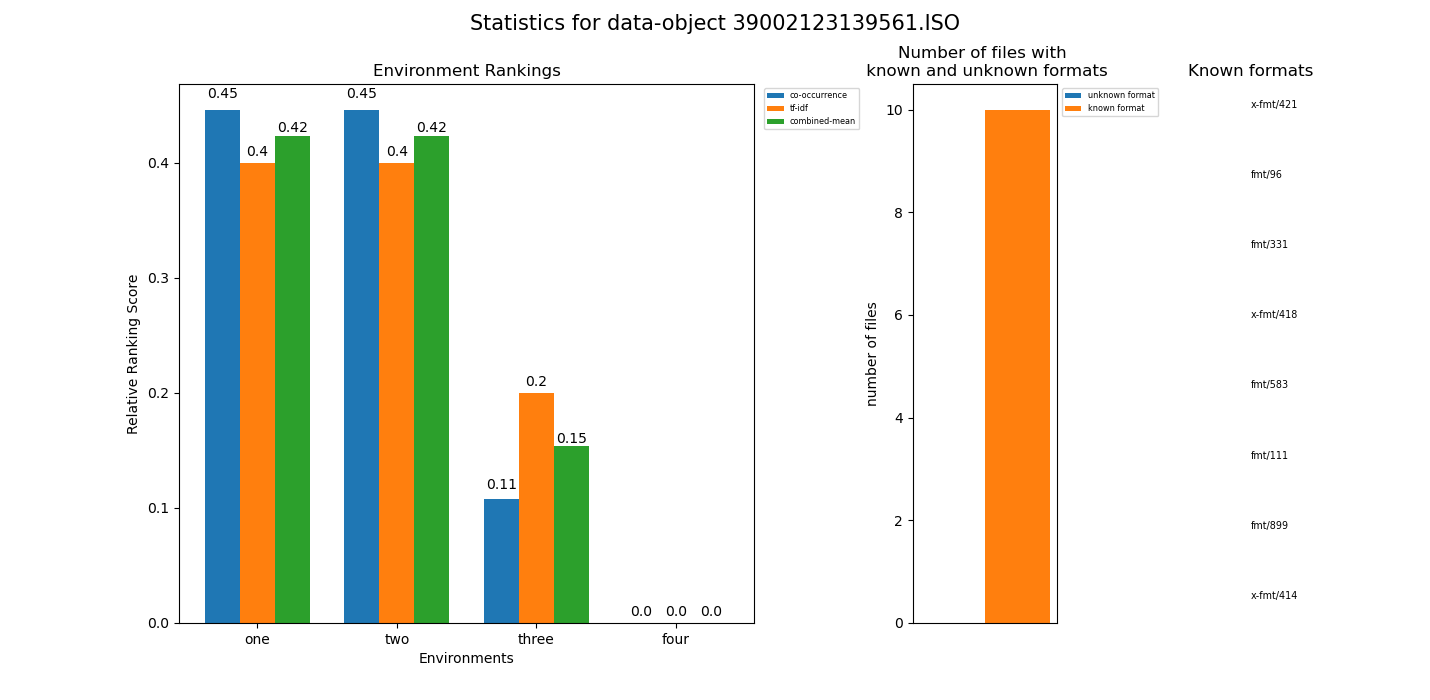 Statistics for data-object 39002123139561.ISO
Environment Rankings
0.45
0.4
0.42
0.45
0.4
0.42
0.11
0.2
0.15
0.0
0.0
0.0
0.4
0.3
0.2
0.1
0.0
Relative Ranking Score
one
two
three
four
Environments
co-occurrence
tf-idf
combined-mean
Number of files with
known and unknown formats
10
8
6
4
2
0
number of files
unknown format
known format
Known formats
x-fmt/421
fmt/96
fmt/331
x-fmt/418
fmt/583
fmt/111
fmt/899
x-fmt/414